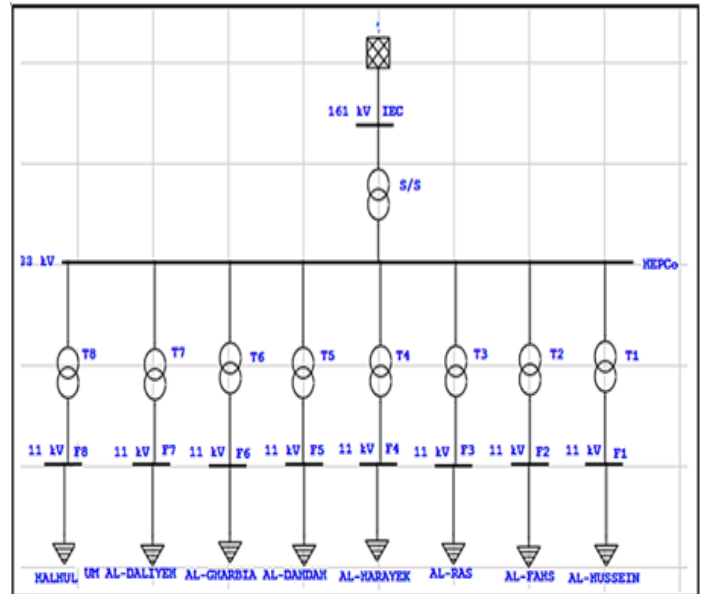 161 kV IEC
S/S
33 kV
HEPCo
T8 T7 T6 T5 T4 T3 T2 T1
11 kV F8 11 kV F7 11 kV F6 11 kV F5 11 kV F4 11 kV F3 11 kV F2 11 kV F1
HALHUL UM AL-DALIYEH AL-GHARBIA AL-DAHDAH AL-HARAYEK AL-RAS AL-FAHS AL-HUSSEIN